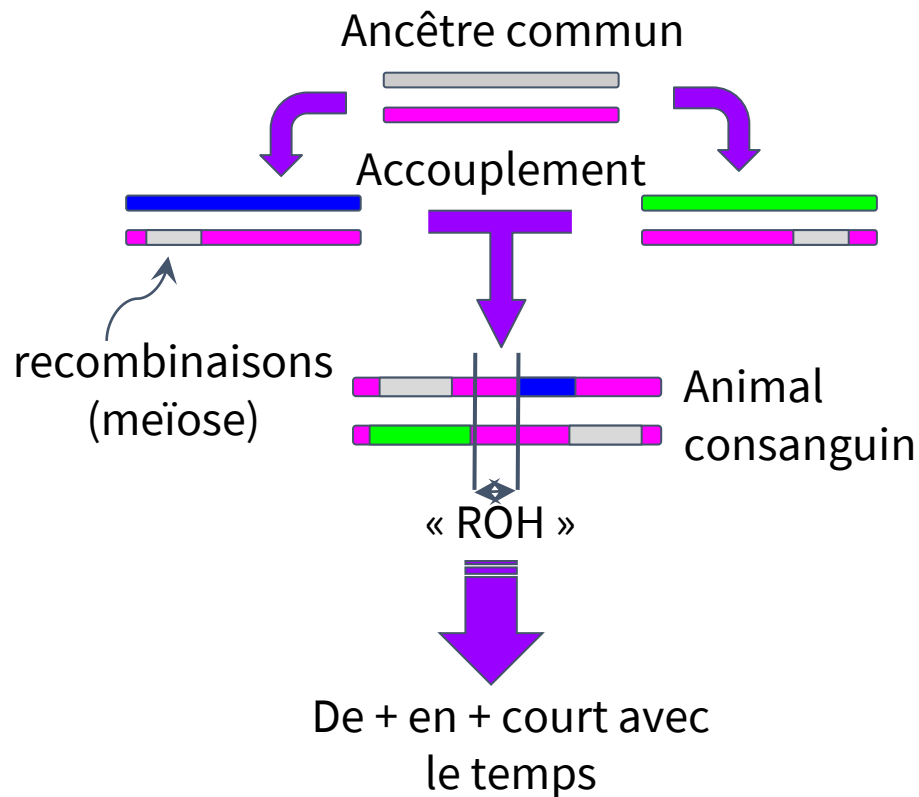 Ancêtre commun
Accouplement
recombinaisons
(meïose)
Animal
consanguin
« ROH »
De + en + court avec
le temps